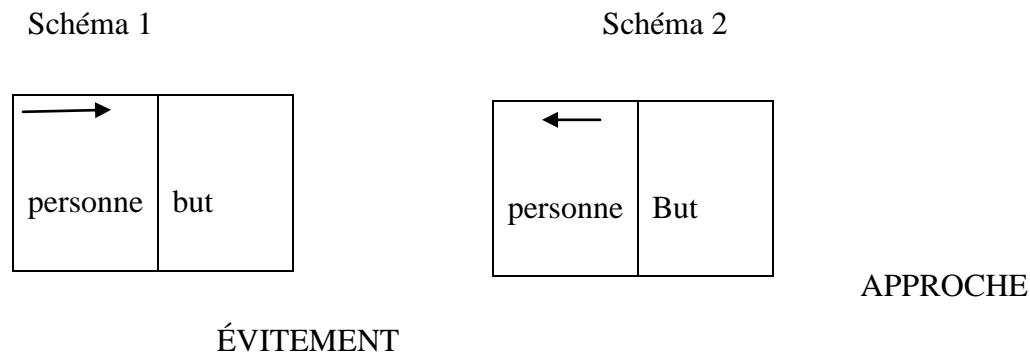 Schéma 1 Schéma 2
personne but personne But
APPROCHE
ÉVITEMENT